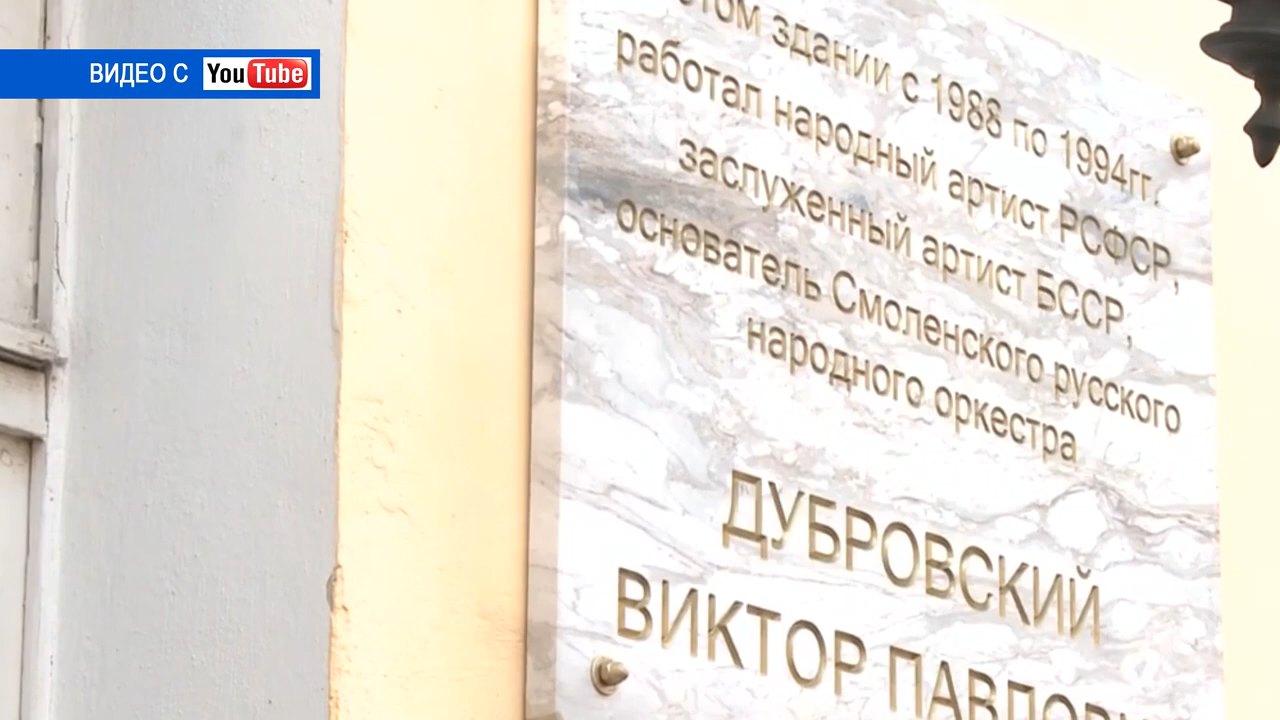 ВИДЕО С YouTube
этом здании с 1988 по 1994гг.
работал народный артист РСФСР,
заслуженный артист БССР,
основатель Смоленского русского
народного оркестра
ДУБРОВСКИЙ
ВИКТОР